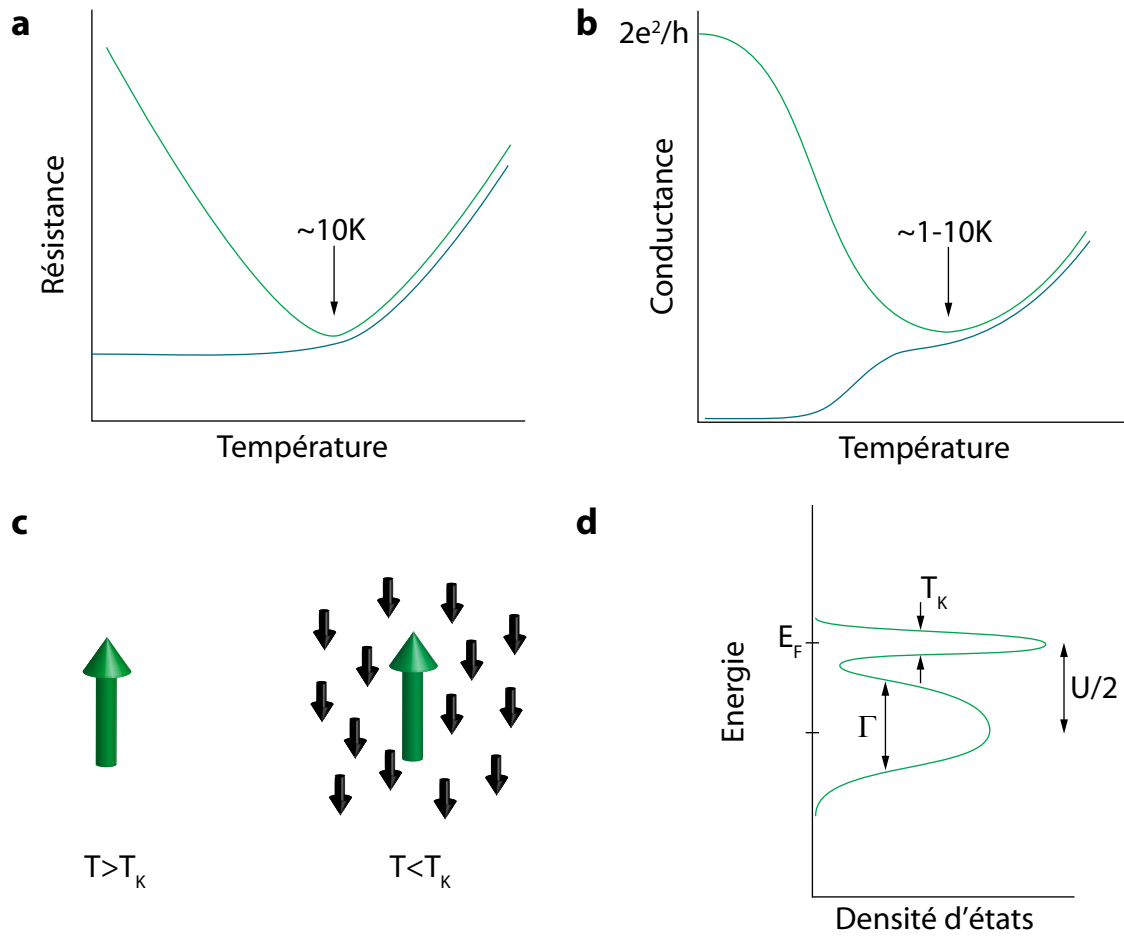 a
Résistance
~10K
Température
b
2e²/h
Conductance
~1-10K
Température
c
T>T_K
T<T_K
d
Energie
E_F
T_K
Γ
U/2
Densité d'états